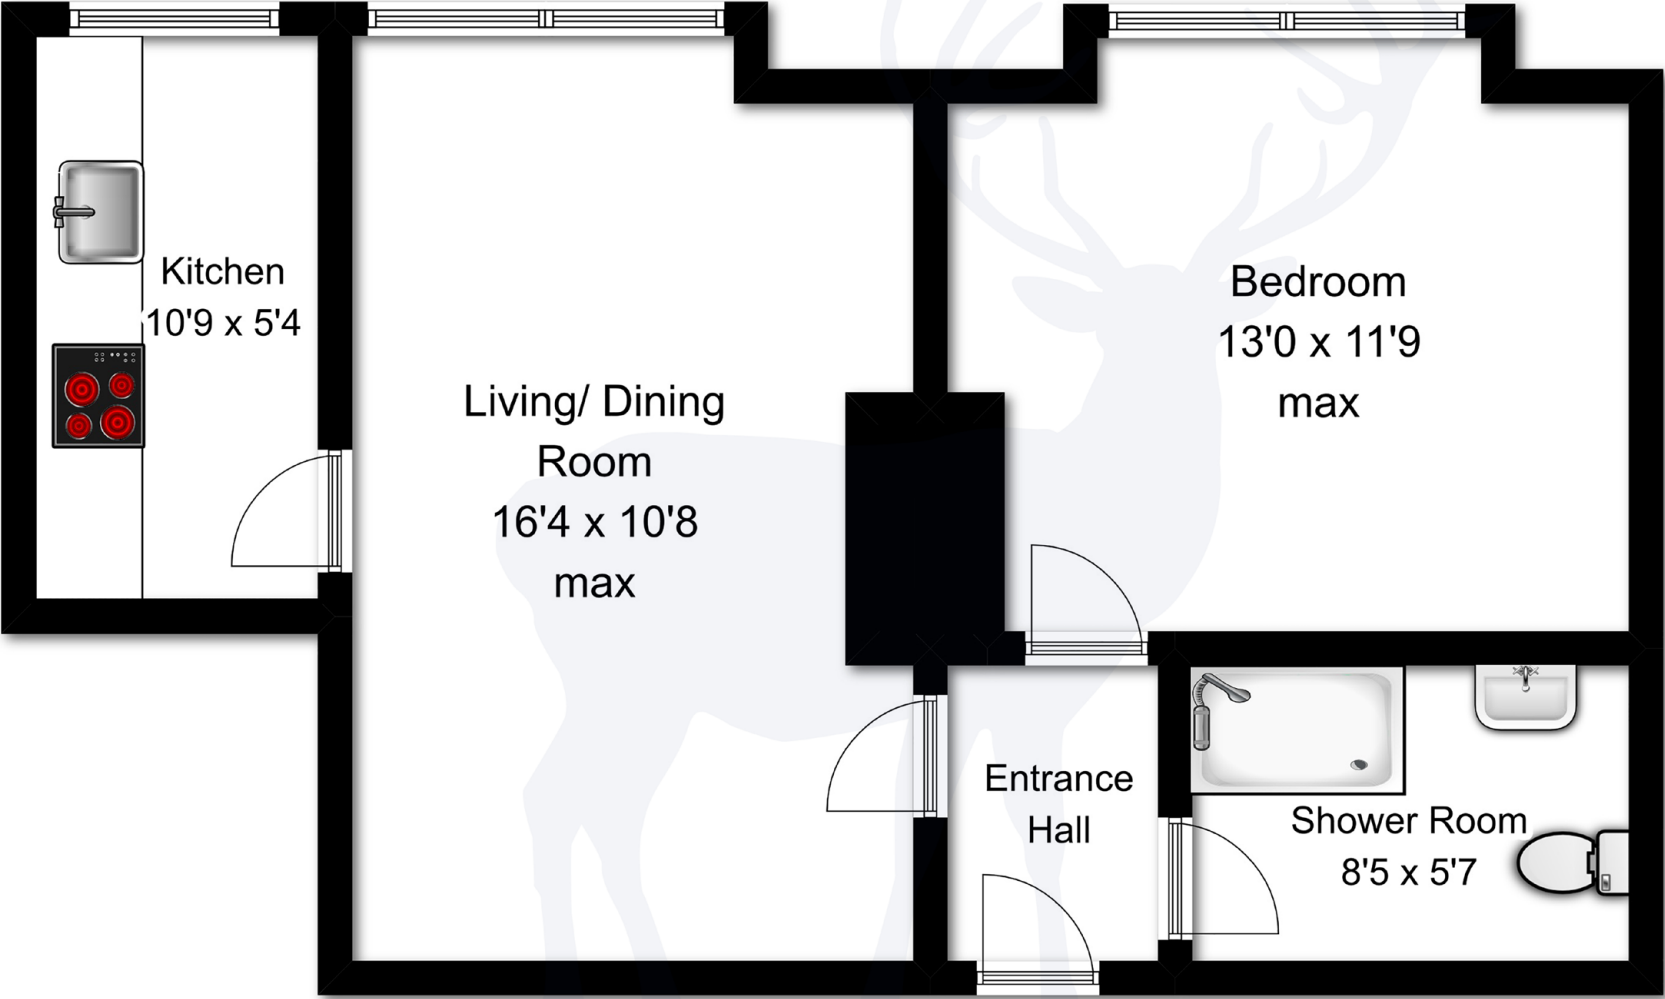 Kitchen
10'9 x 5'4
Living/ Dining
Room
16'4 x 10'8
max
Bedroom
13'0 x 11'9
max
Entrance
Hall
Shower Room
8'5 x 5'7